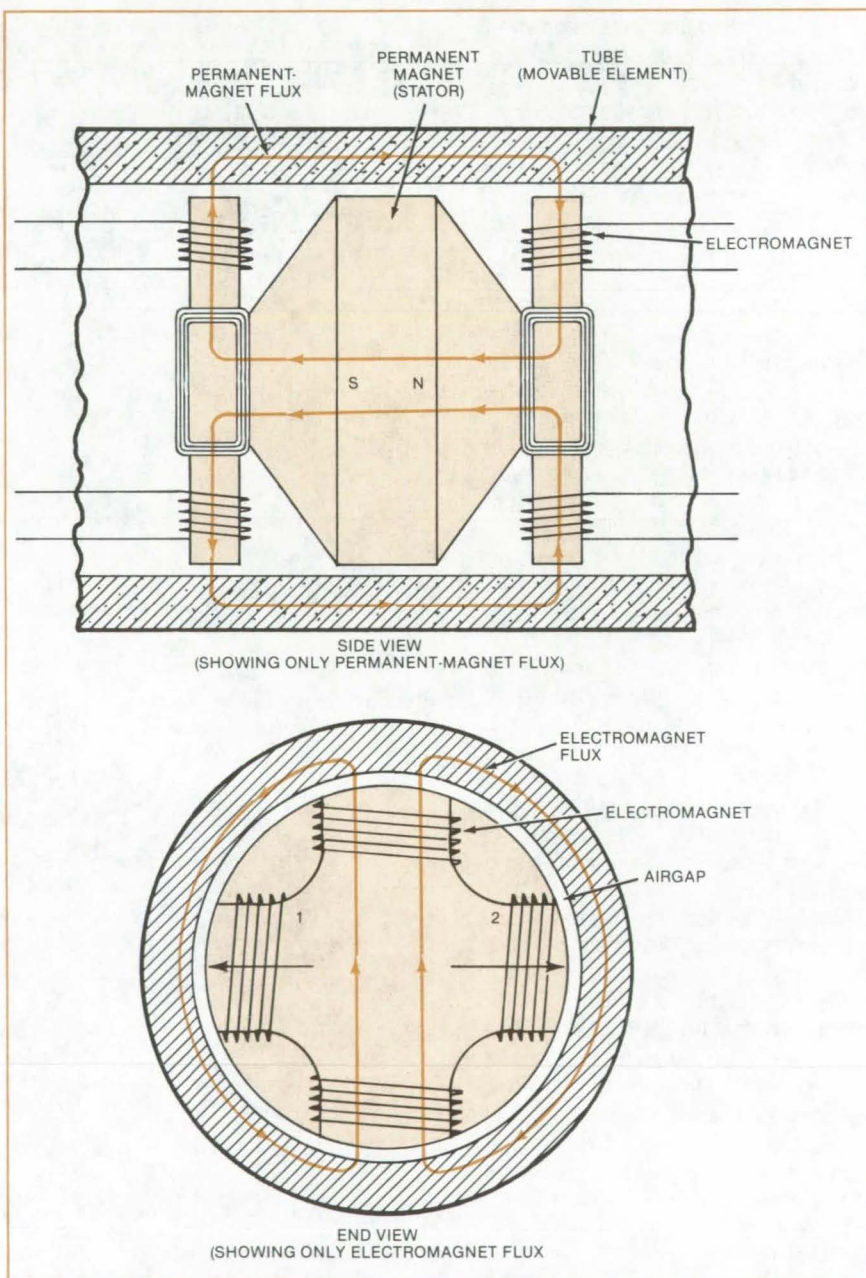 PERMANENT-
MAGNET FLUX
PERMANENT
MAGNET
(STATOR)
TUBE
(MOVABLE ELEMENT)
ELECTROMAGNET
S N
SIDE VIEW
(SHOWING ONLY PERMANENT-MAGNET FLUX)
ELECTROMAGNET
FLUX
ELECTROMAGNET
AIRGAP
1 2
END VIEW
(SHOWING ONLY ELECTROMAGNET FLUX